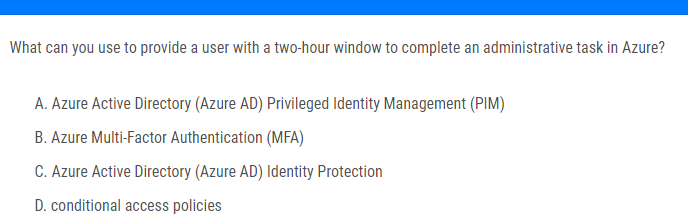 What can you use to provide a user with a two-hour window to complete an administrative task in Azure?
A. Azure Active Directory (Azure AD) Privileged Identity Management (PIM)
B. Azure Multi-Factor Authentication (MFA)
C. Azure Active Directory (Azure AD) Identity Protection
D. conditional access policies